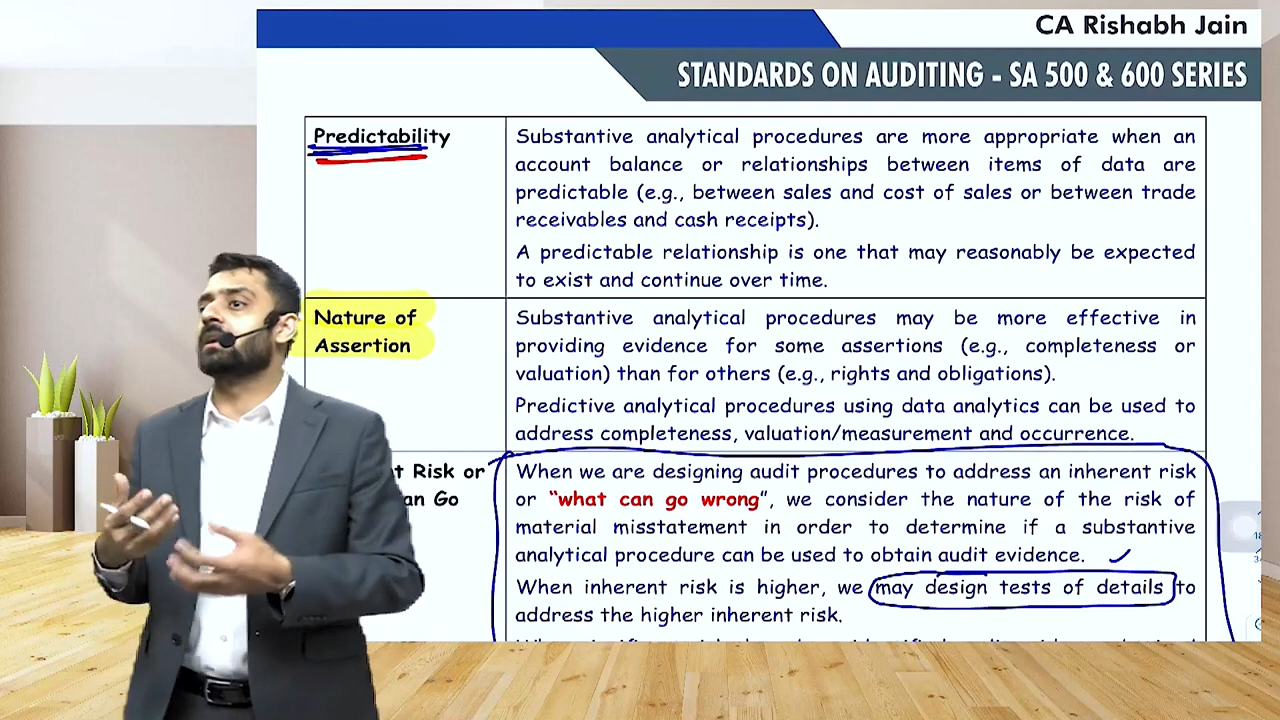 CA Rishabh Jain
STANDARDS ON AUDITING - SA 500 & 600 SERIES
Predictability
Substantive analytical procedures are more appropriate when an
account balance or relationships between items of data are
predictable (e.g., between sales and cost of sales or between trade
receivables and cash receipts).
A predictable relationship is one that may reasonably be expected
to exist and continue over time.
Nature of
Assertion
Substantive analytical procedures may be more effective in
providing evidence for some assertions (e.g., completeness or
valuation) than for others (e.g., rights and obligations).
Predictive analytical procedures using data analytics can be used to
address completeness, valuation/measurement and occurrence.
t Risk or
an Go
When we are designing audit procedures to address an inherent risk
or “what can go wrong”, we consider the nature of the risk of
material misstatement in order to determine if a substantive
analytical procedure can be used to obtain audit evidence.
When inherent risk is higher, we may design tests of details to
address the higher inherent risk.